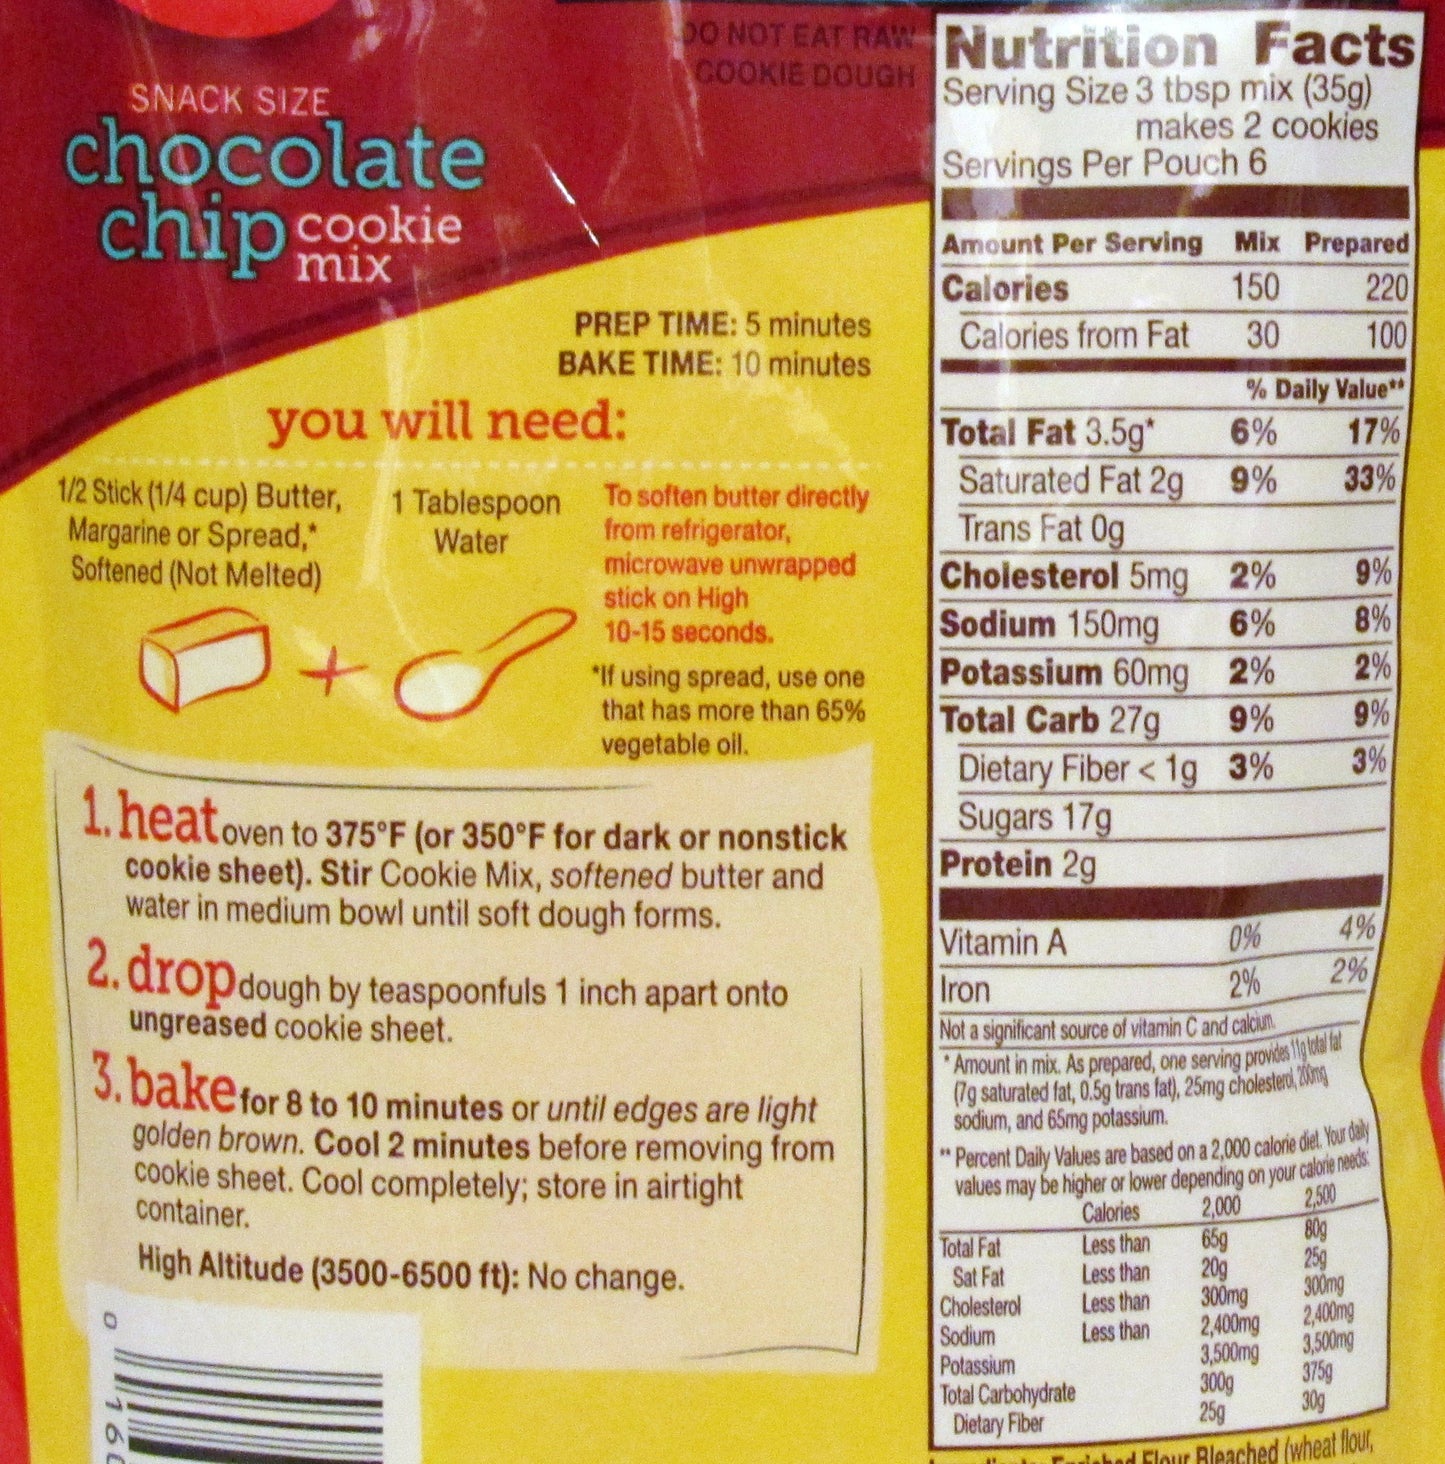 DO NOT EAT RAW
COOKIE DOUGH
SNACK SIZE
chocolate
chip cookie
mix
PREP TIME: 5 minutes
BAKE TIME: 10 minutes
you will need:
1/2 Stick (1/4 cup) Butter,
Margarine or Spread,*
Softened (Not Melted)
1 Tablespoon
Water
To soften butter directly
from refrigerator,
microwave unwrapped
stick on High
10-15 seconds.
*If using spread, use one
that has more than 65%
vegetable oil.
1. heat oven to 375°F (or 350°F for dark or nonstick
cookie sheet). Stir Cookie Mix, softened butter and
water in medium bowl until soft dough forms.
2. drop dough by teaspoonfuls 1 inch apart onto
ungreased cookie sheet.
3. bake for 8 to 10 minutes or until edges are light
golden brown. Cool 2 minutes before removing from
cookie sheet. Cool completely; store in airtight
container.
High Altitude (3500-6500 ft): No change.
0 160
Nutrition Facts
Serving Size 3 tbsp mix (35g)
makes 2 cookies
Servings Per Pouch 6
Amount Per Serving Mix Prepared
Calories 150 220
Calories from Fat 30 100
% Daily Value**
Total Fat 3.5g* 6% 17%
Saturated Fat 2g 9% 33%
Trans Fat 0g
Cholesterol 5mg 2% 9%
Sodium 150mg 6% 8%
Potassium 60mg 2% 2%
Total Carb 27g 9% 9%
Dietary Fiber < 1g 3% 3%
Sugars 17g
Protein 2g
Vitamin A 0% 4%
Iron 2% 2%
Not a significant source of vitamin C and calcium.
* Amount in mix. As prepared, one serving provides 11g total fat
(7g saturated fat, 0.5g trans fat), 25mg cholesterol, 200mg
sodium, and 65mg potassium.
** Percent Daily Values are based on a 2,000 calorie diet. Your daily
values may be higher or lower depending on your calorie needs:
Calories 2,000 2,500
Total Fat Less than 65g 80g
Sat Fat Less than 20g 25g
Cholesterol Less than 300mg 300mg
Sodium Less than 2,400mg 2,400mg
Potassium 3,500mg 3,500mg
Total Carbohydrate 300g 375g
Dietary Fiber 25g 30g
Enriched Flour Bleached (wheat flour,